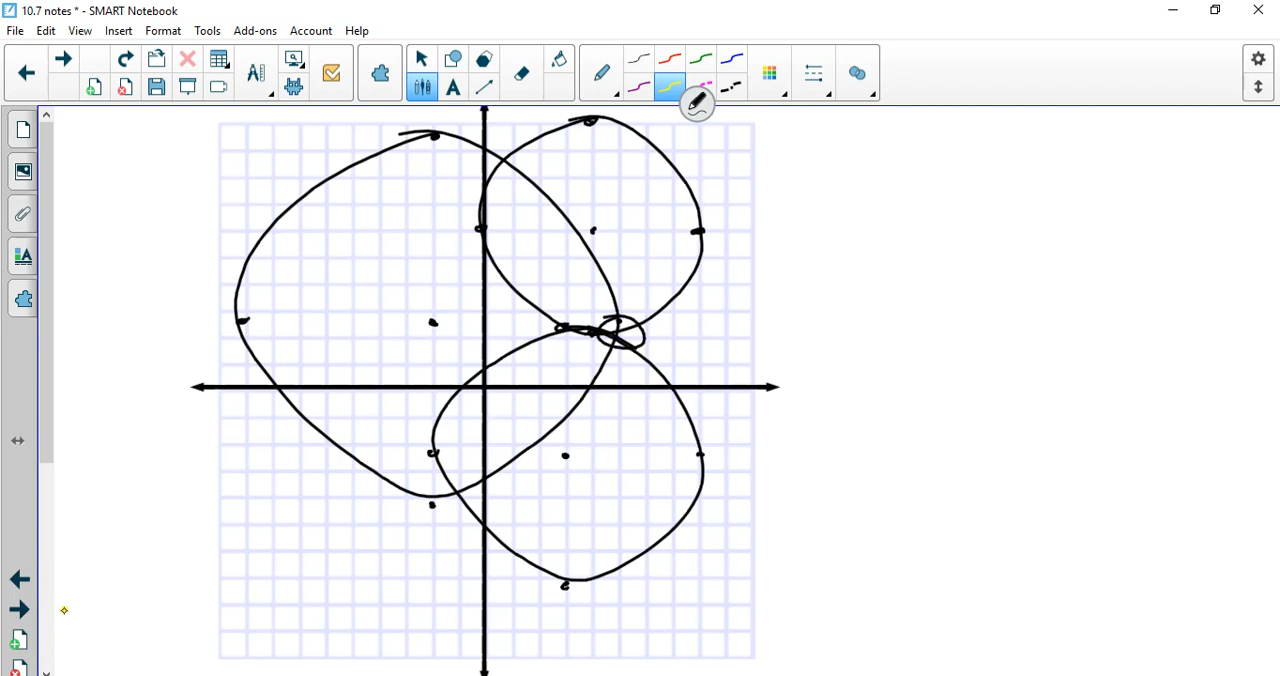 10.7 notes * - SMART Notebook
File Edit View Insert Format Tools Add-ons Account Help
A
A